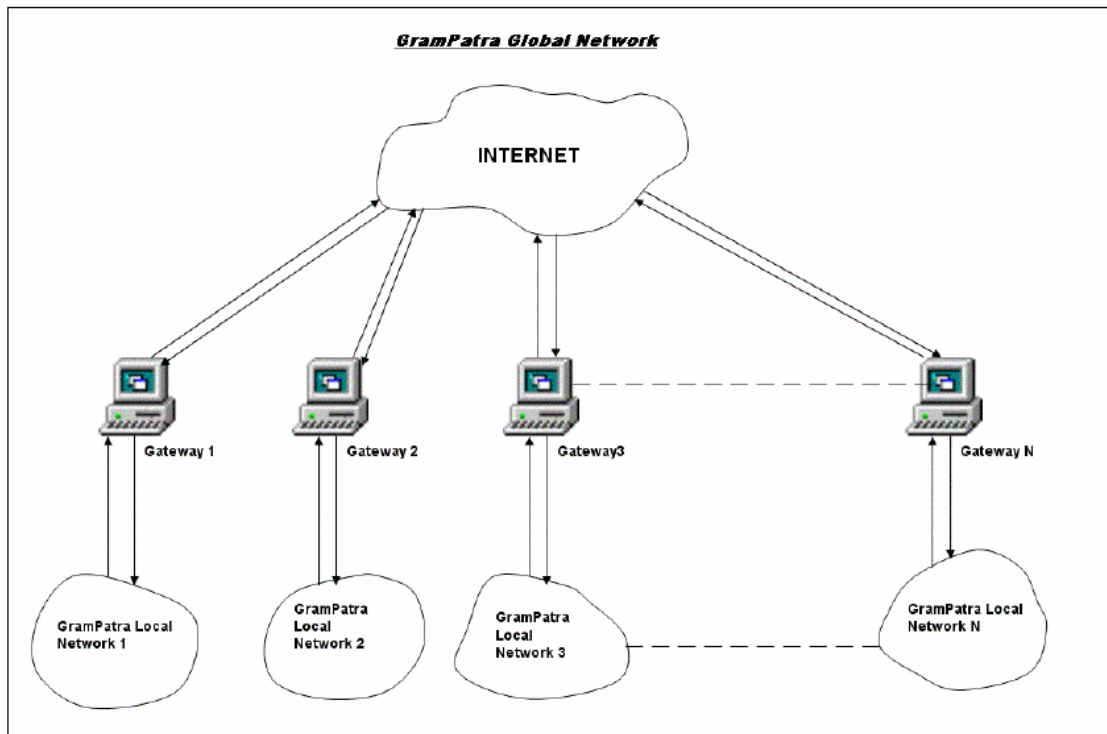 GramPatra Global Network
INTERNET
Gateway 1
Gateway 2
Gateway3
Gateway N
GramPatra Local
Network 1
GramPatra
Local
Network 2
GramPatra
Local
Network 3
GramPatra Local
Network N